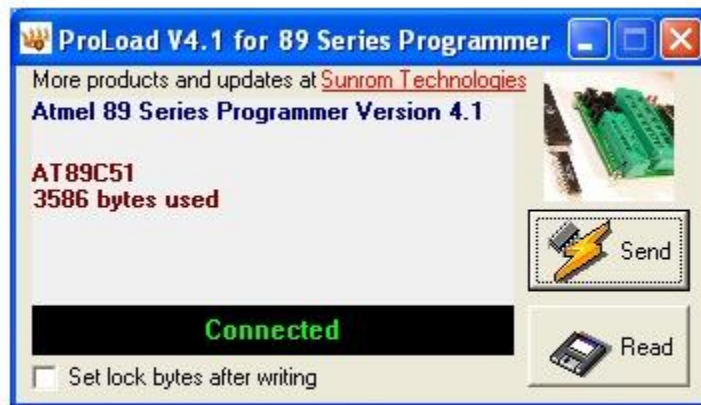 ProLoad V4.1 for 89 Series Programmer
More products and updates at Sunrom Technologies
Atmel 89 Series Programmer Version 4.1
AT89C51
3586 bytes used
Send
Connected
Read
Set lock bytes after writing